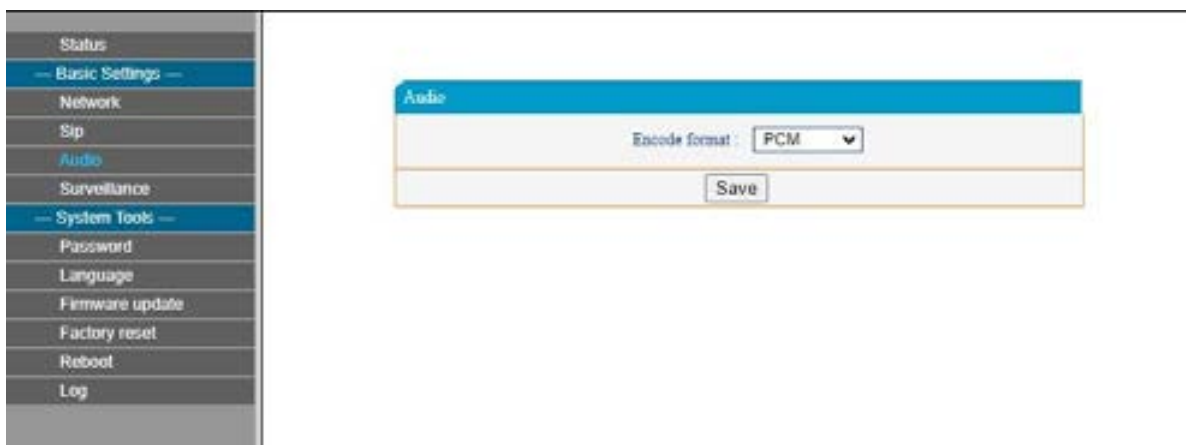 Status
— Basic Settings —
Network
Sip
Audio
Surveillance
— System Tools —
Password
Language
Firmware update
Factory reset
Reboot
Log
Audio
Encode format : PCM
Save